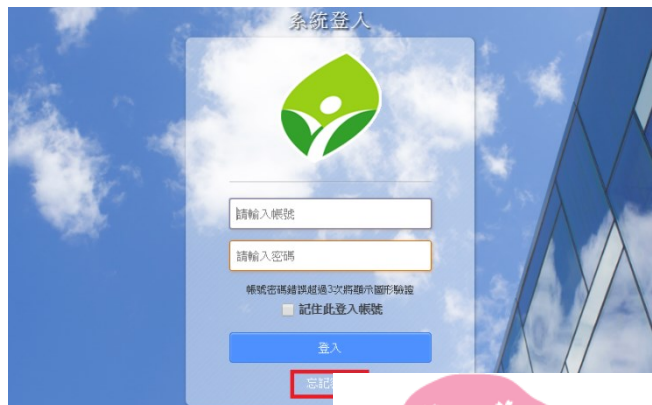 系統登入
請輸入帳號
請輸入密碼
帳號密碼錯誤超過3次將顯示圖形驗證
記住此登入帳號
登入
忘記